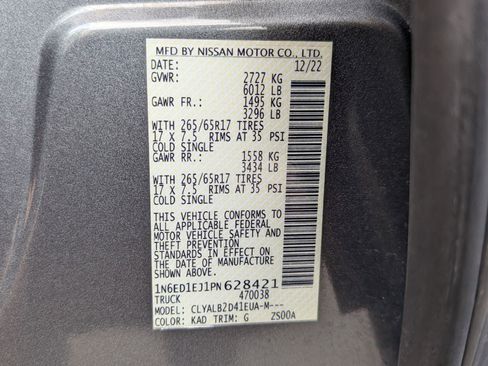 MFD BY NISSAN MOTOR CO., LTD.
DATE: 12/22
GVWR: 2727 KG
6012 LB
GAWR FR.: 1495 KG
3296 LB
WITH 265/65R17 TIRES
17 X 7.5 RIMS AT 35 PSI
COLD SINGLE
GAWR RR.: 1558 KG
3434 LB
WITH 265/65R17 TIRES
17 X 7.5 RIMS AT 35 PSI
COLD SINGLE
THIS VEHICLE CONFORMS TO
ALL APPLICABLE FEDERAL
MOTOR VEHICLE SAFETY AND
THEFT PREVENTION
STANDARDS IN EFFECT ON
THE DATE OF MANUFACTURE
SHOWN ABOVE.
1N6ED1EJ1PN628421
TRUCK 470038
MODEL: CLYALB2D41EUA-M---
COLOR: KAD TRIM: G ZS00A